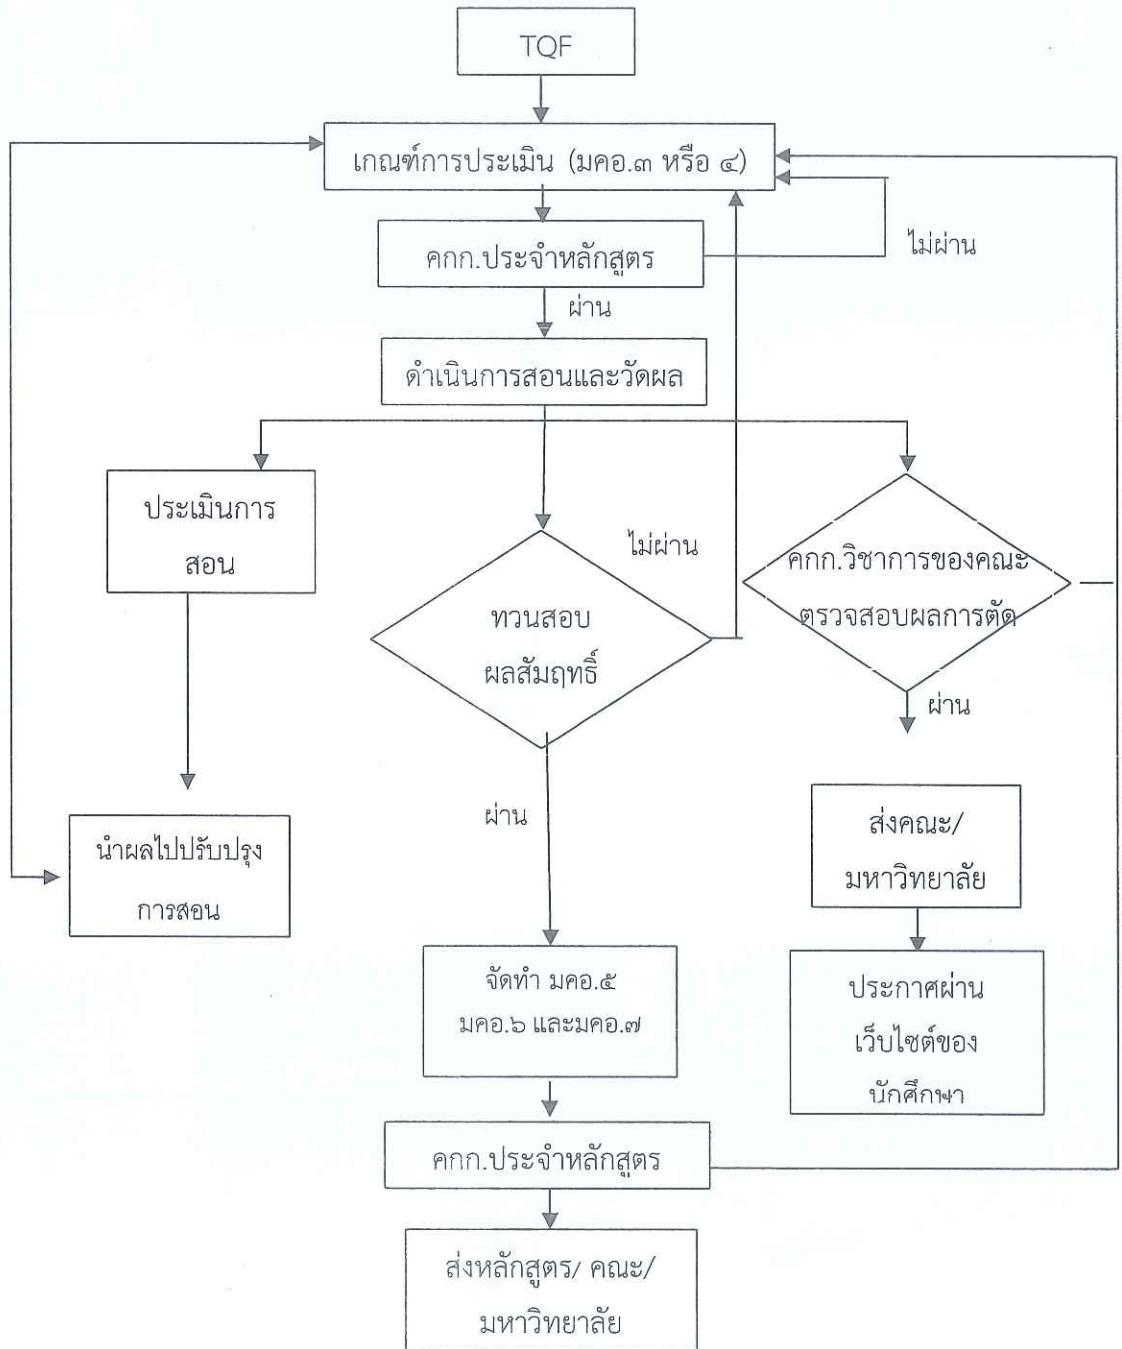 TQF
เกณฑ์การประเมิน (มคอ.๓ หรือ ๔)
คกก.ประจำหลักสูตร
ไม่ผ่าน
ผ่าน
ดำเนินการสอนและวัดผล
ประเมินการ
สอน
ไม่ผ่าน
ทวนสอบ
ผลสัมฤทธิ์
คกก.วิชาการของคณะ
ตรวจสอบผลการตัด
ผ่าน
ผ่าน
นำผลไปปรับปรุง
การสอน
ส่งคณะ/
มหาวิทยาลัย
จัดทำ มคอ.๕
มคอ.๖ และมคอ.๗
ประกาศผ่าน
เว็บไซต์ของ
นักศึกษา
คกก.ประจำหลักสูตร
ส่งหลักสูตร/ คณะ/
มหาวิทยาลัย